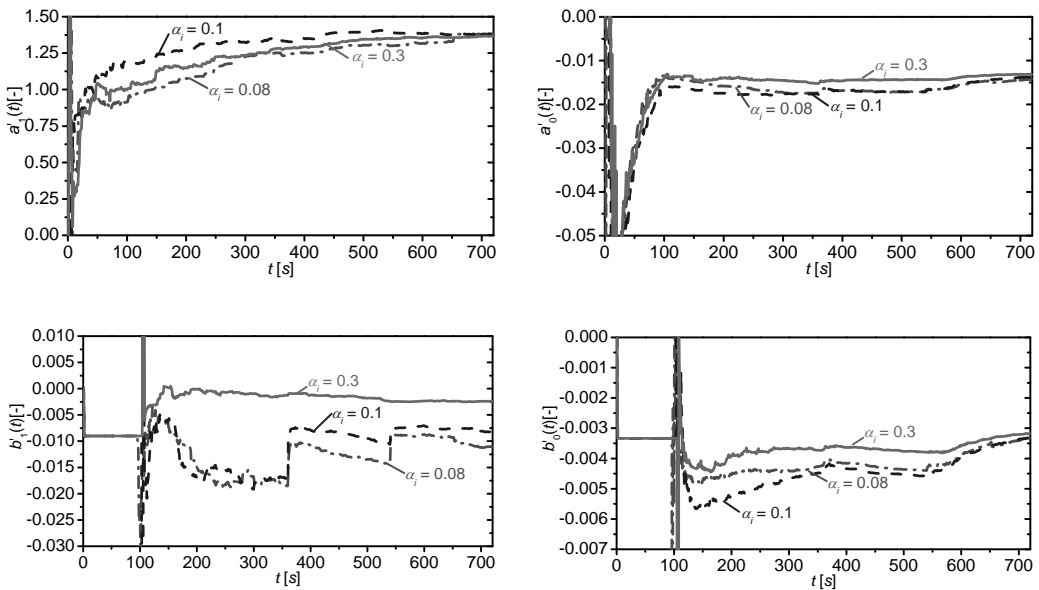 1.50
1.25
1.00
0.75
0.50
0.25
0.00
a'1(t)[-]
αi = 0.1
αi = 0.3
αi = 0.08
0 100 200 300 400 500 600 700
t [s]
0.00
-0.01
-0.02
-0.03
-0.04
-0.05
a'0(t)[-]
αi = 0.3
αi = 0.08
αi = 0.1
0 100 200 300 400 500 600 700
t [s]
0.010
0.005
0.000
-0.005
-0.010
-0.015
-0.020
-0.025
-0.030
b'1(t)[-]
αi = 0.3
αi = 0.1
αi = 0.08
0 100 200 300 400 500 600 700
t [s]
0.000
-0.001
-0.002
-0.003
-0.004
-0.005
-0.006
-0.007
b'0(t)[-]
αi = 0.3
αi = 0.08
αi = 0.1
0 100 200 300 400 500 600 700
t [s]